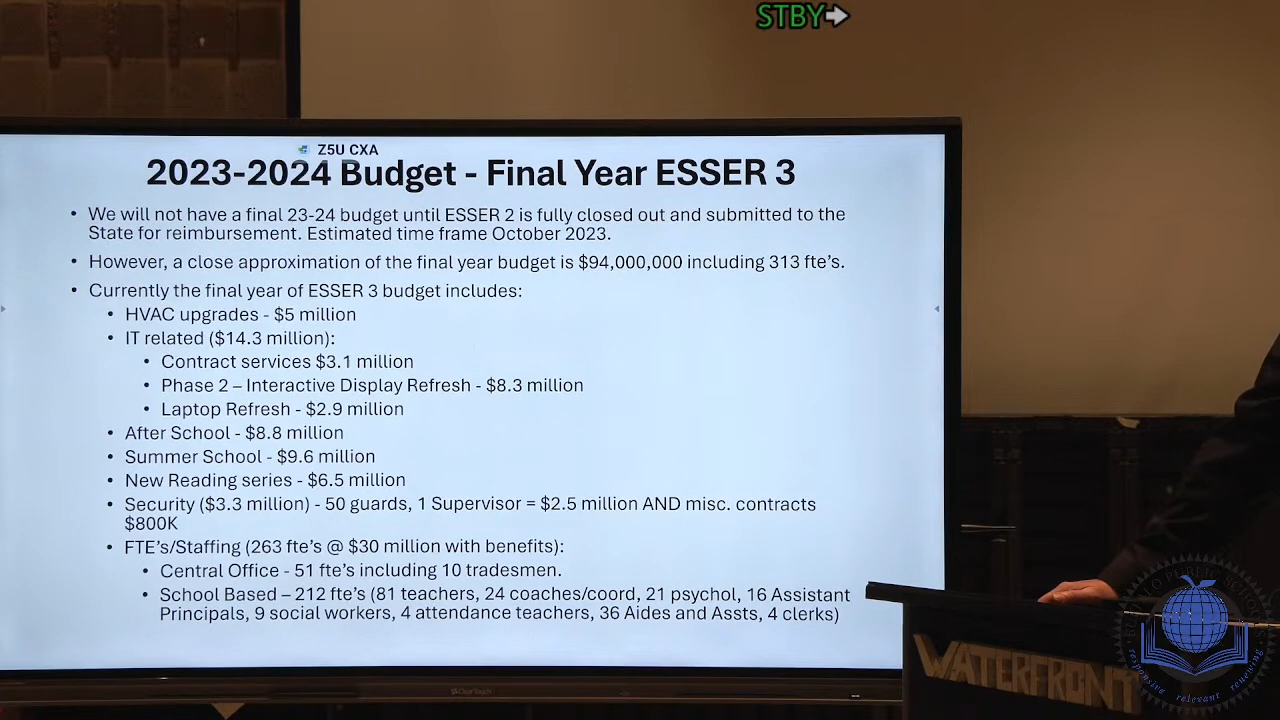 STBY
Z5U CXA
2023-2024 Budget - Final Year ESSER 3
• We will not have a final 23-24 budget until ESSER 2 is fully closed out and submitted to the
State for reimbursement. Estimated time frame October 2023.
• However, a close approximation of the final year budget is $94,000,000 including 313 fte's.
• Currently the final year of ESSER 3 budget includes:
• HVAC upgrades - $5 million
• IT related ($14.3 million):
• Contract services $3.1 million
• Phase 2 – Interactive Display Refresh - $8.3 million
• Laptop Refresh - $2.9 million
• After School - $8.8 million
• Summer School - $9.6 million
• New Reading series - $6.5 million
• Security ($3.3 million) - 50 guards, 1 Supervisor = $2.5 million AND misc. contracts
$800K
• FTE's/Staffing (263 fte's @ $30 million with benefits):
• Central Office - 51 fte's including 10 tradesmen.
• School Based – 212 fte's (81 teachers, 24 coaches/coord, 21 psychol, 16 Assistant
Principals, 9 social workers, 4 attendance teachers, 36 Aides and Assts, 4 clerks)
ClearTouch
WATERFRONT
PUBLIC
responsive relevant renewing